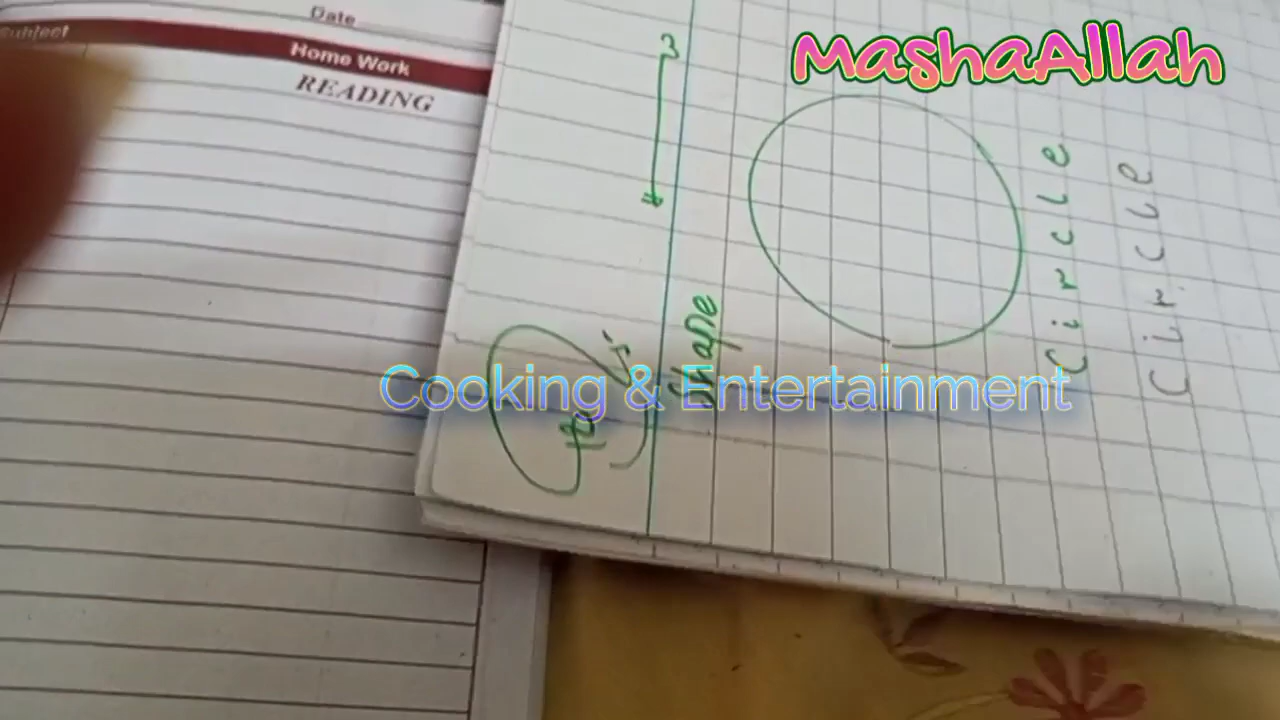 Subject
Date
Home Work
READING
MashaAllah
Shape
Circle
Circle
Cooking & Entertainment